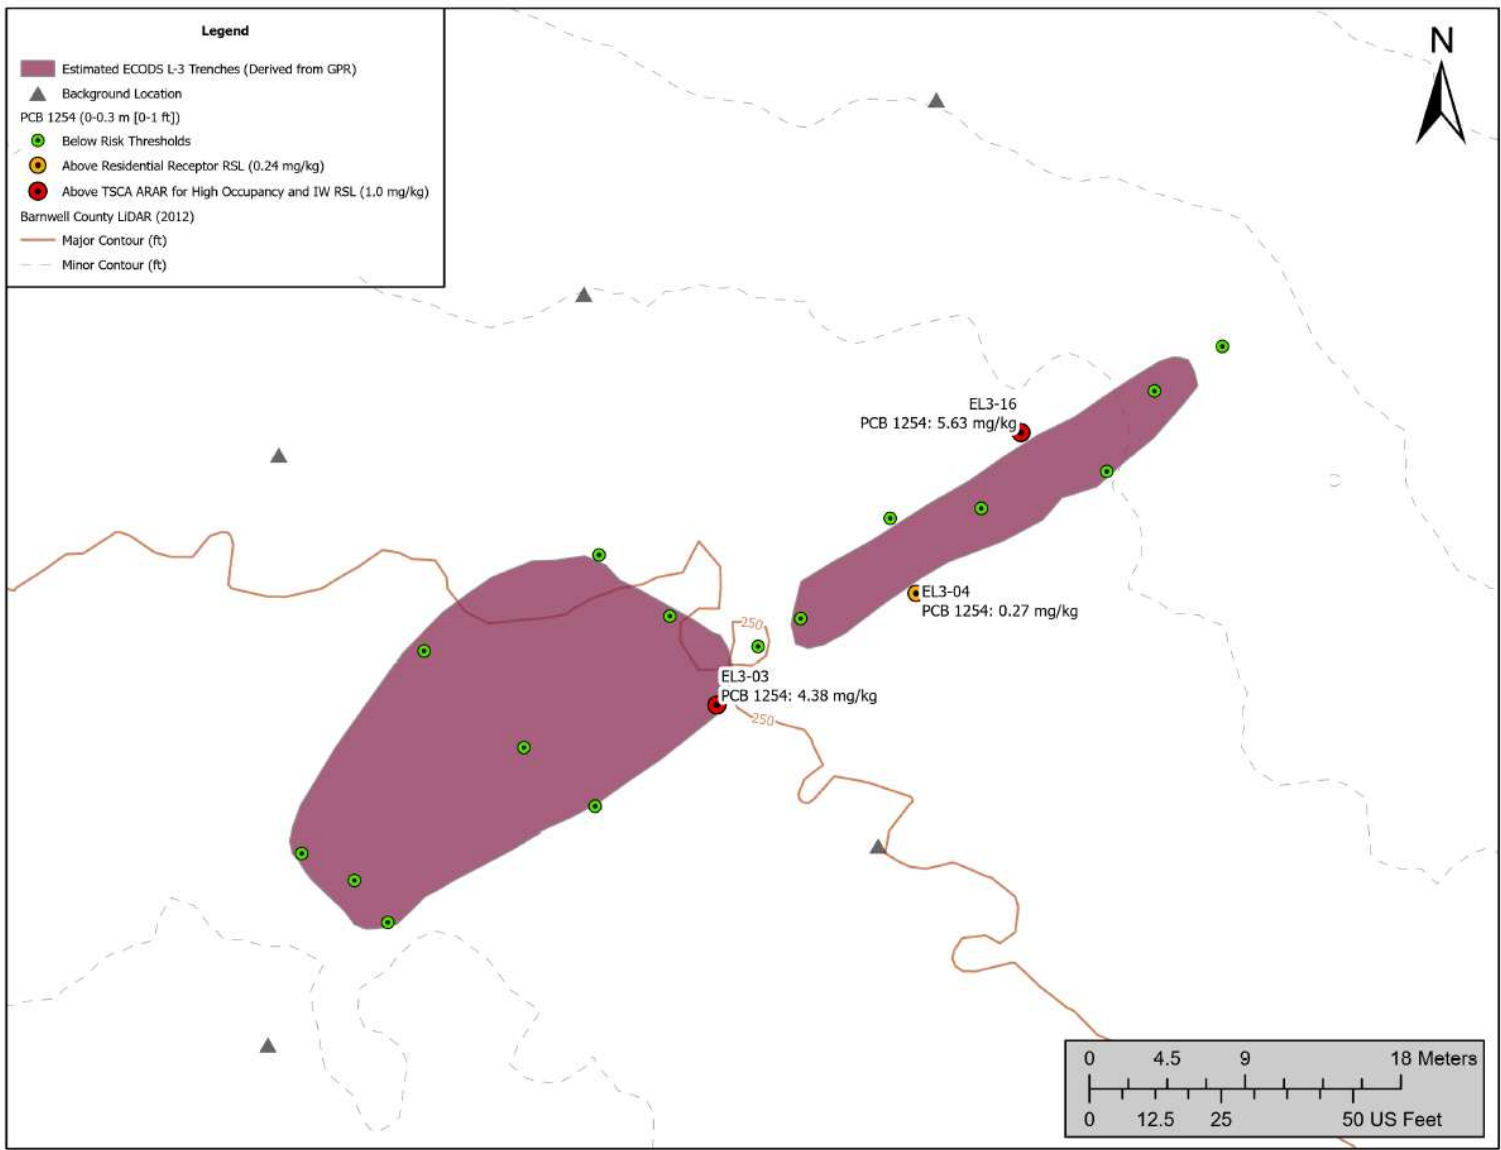 Legend
Estimated ECODS L-3 Trenches (Derived from GPR)
Background Location
PCB 1254 (0-0.3 m [0-1 ft])
Below Risk Thresholds
Above Residential Receptor RSL (0.24 mg/kg)
Above TSCA ARAR for High Occupancy and IW RSL (1.0 mg/kg)
Barnwell County LiDAR (2012)
Major Contour (ft)
Minor Contour (ft)
N
EL3-16
PCB 1254: 5.63 mg/kg
EL3-04
PCB 1254: 0.27 mg/kg
250
EL3-03
PCB 1254: 4.38 mg/kg
250
0 4.5 9 18 Meters
0 12.5 25 50 US Feet